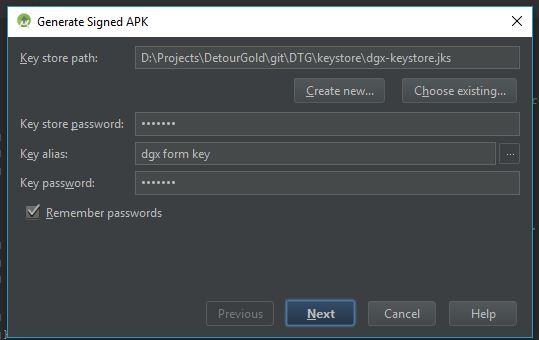 Generate Signed APK
Key store path: D:\Projects\DetourGold\git\DTG\keystore\dgx-keystore.jks
Create new... Choose existing...
Key store password: •••••••
Key alias: dgx form key ...
Key password: •••••••
Remember passwords
Previous Next Cancel Help